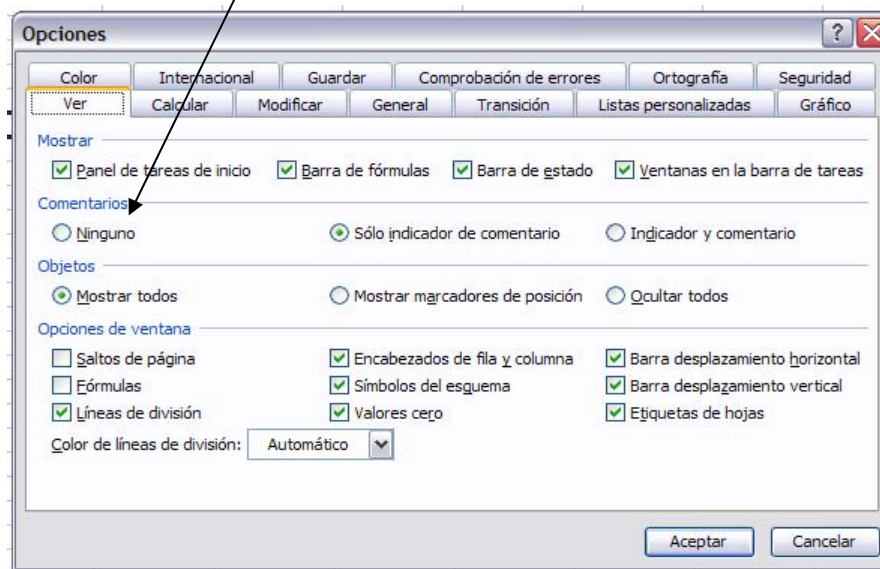 Opciones
Color Internacional Guardar Comprobación de errores Ortografía Seguridad
Ver Calcular Modificar General Transición Listas personalizadas Gráfico
Mostrar
Panel de tareas de inicio Barra de fórmulas Barra de estado Ventanas en la barra de tareas
Comentarios
Ninguno Sólo indicador de comentario Indicador y comentario
Objetos
Mostrar todos Mostrar marcadores de posición Ocultar todos
Opciones de ventana
Saltos de página Encabezados de fila y columna Barra desplazamiento horizontal
Fórmulas Símbolos del esquema Barra desplazamiento vertical
Líneas de división Valores cero Etiquetas de hojas
Color de líneas de división: Automático
Aceptar Cancelar